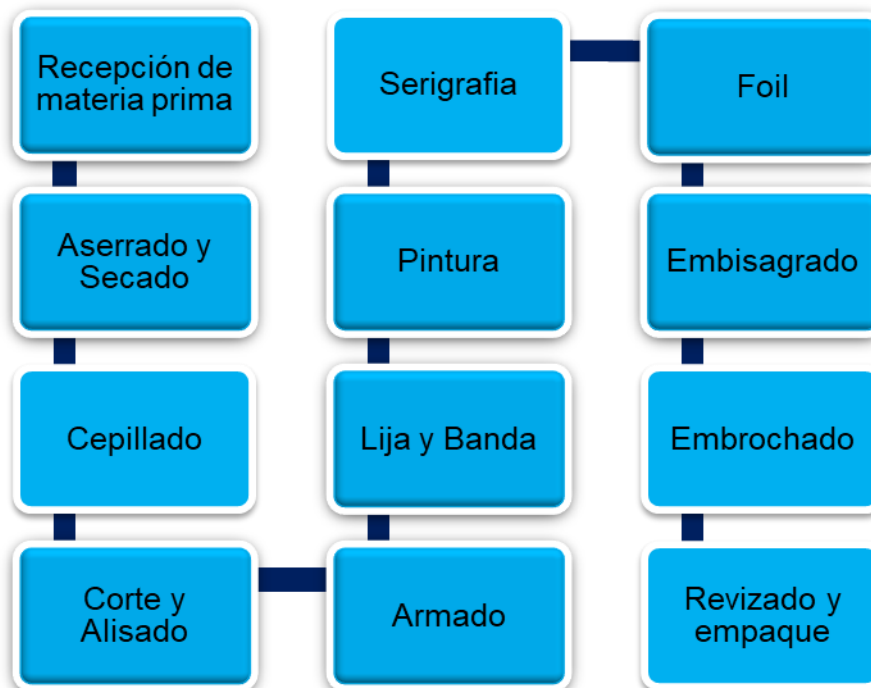 Recepción de
materia prima
Aserrado y
Secado
Cepillado
Corte y
Alisado
Armado
Lija y Banda
Pintura
Serigrafia
Foil
Embisagrado
Embrochado
Revizado y
empaque